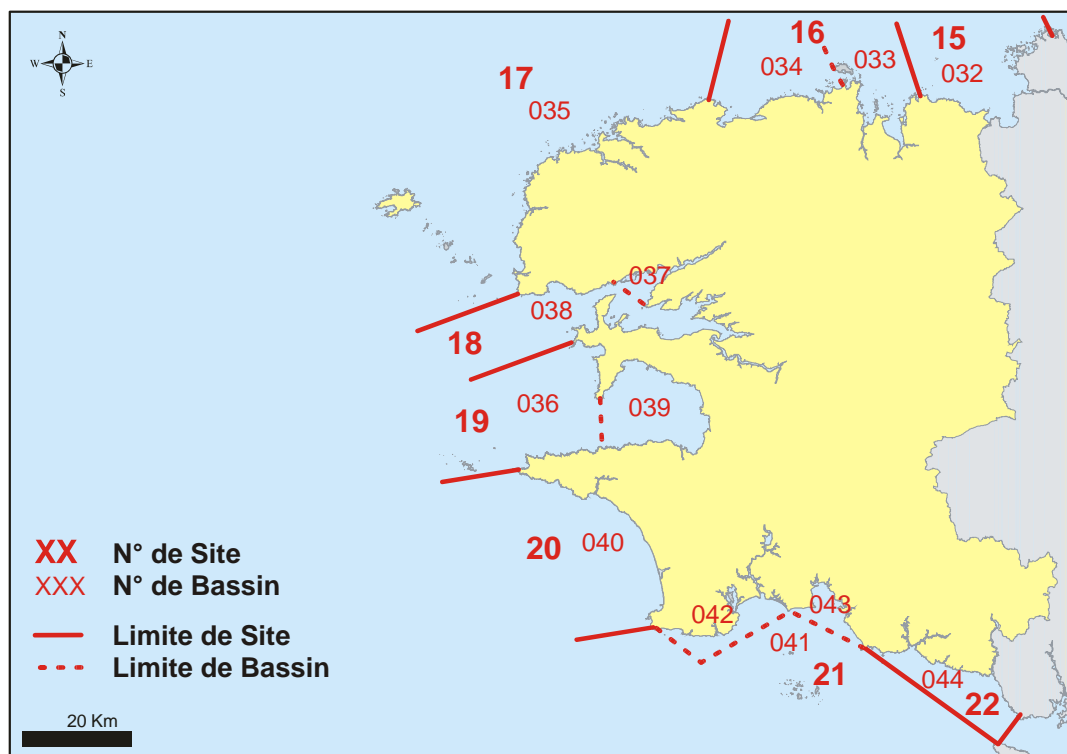 16
15
033
034
032
N
W E
S
17
035
037
038
18
036
039
19
20
040
XX N° de Site
XXX N° de Bassin
Limite de Site
Limite de Bassin
042
043
041
21
044
22
20 Km